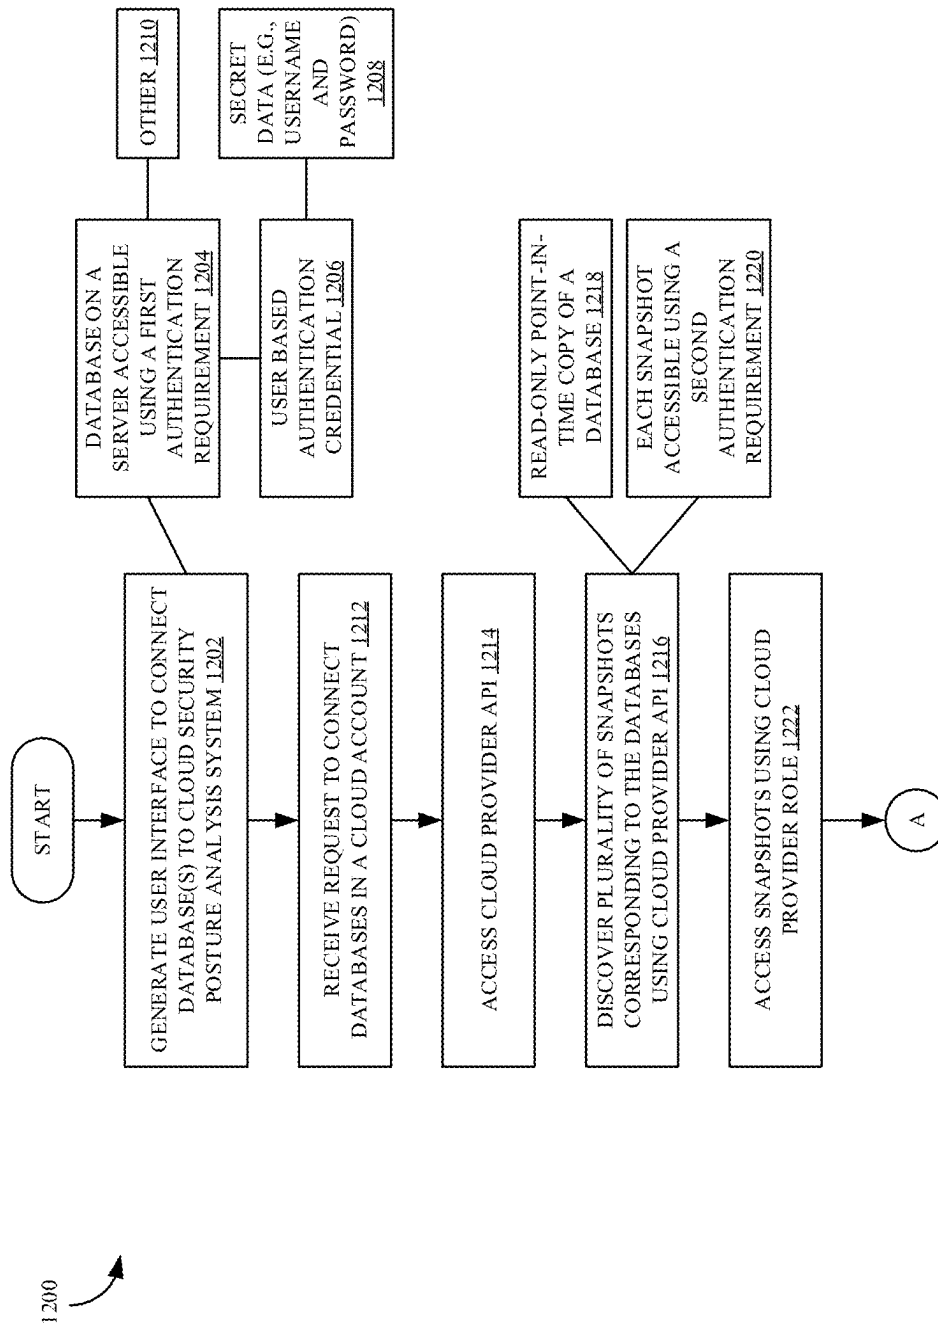 1200
START
GENERATE USER INTERFACE TO CONNECT
DATABASE(S) TO CLOUD SECURITY
POSTURE ANALYSIS SYSTEM 1202
DATABASE ON A
SERVER ACCESSIBLE
USING A FIRST
AUTHENTICATION
REQUIREMENT 1204
OTHER 1210
USER BASED
AUTHENTICATION
CREDENTIAL 1206
SECRET
DATA (E.G.,
USERNAME
AND
PASSWORD)
1208
RECEIVE REQUEST TO CONNECT
DATABASES IN A CLOUD ACCOUNT 1212
ACCESS CLOUD PROVIDER API 1214
DISCOVER PLURALITY OF SNAPSHOTS
CORRESPONDING TO THE DATABASES
USING CLOUD PROVIDER API 1216
READ-ONLY POINT-IN-
TIME COPY OF A
DATABASE 1218
EACH SNAPSHOT
ACCESSIBLE USING A
SECOND
AUTHENTICATION
REQUIREMENT 1220
ACCESS SNAPSHOTS USING CLOUD
PROVIDER ROLE 1222
A